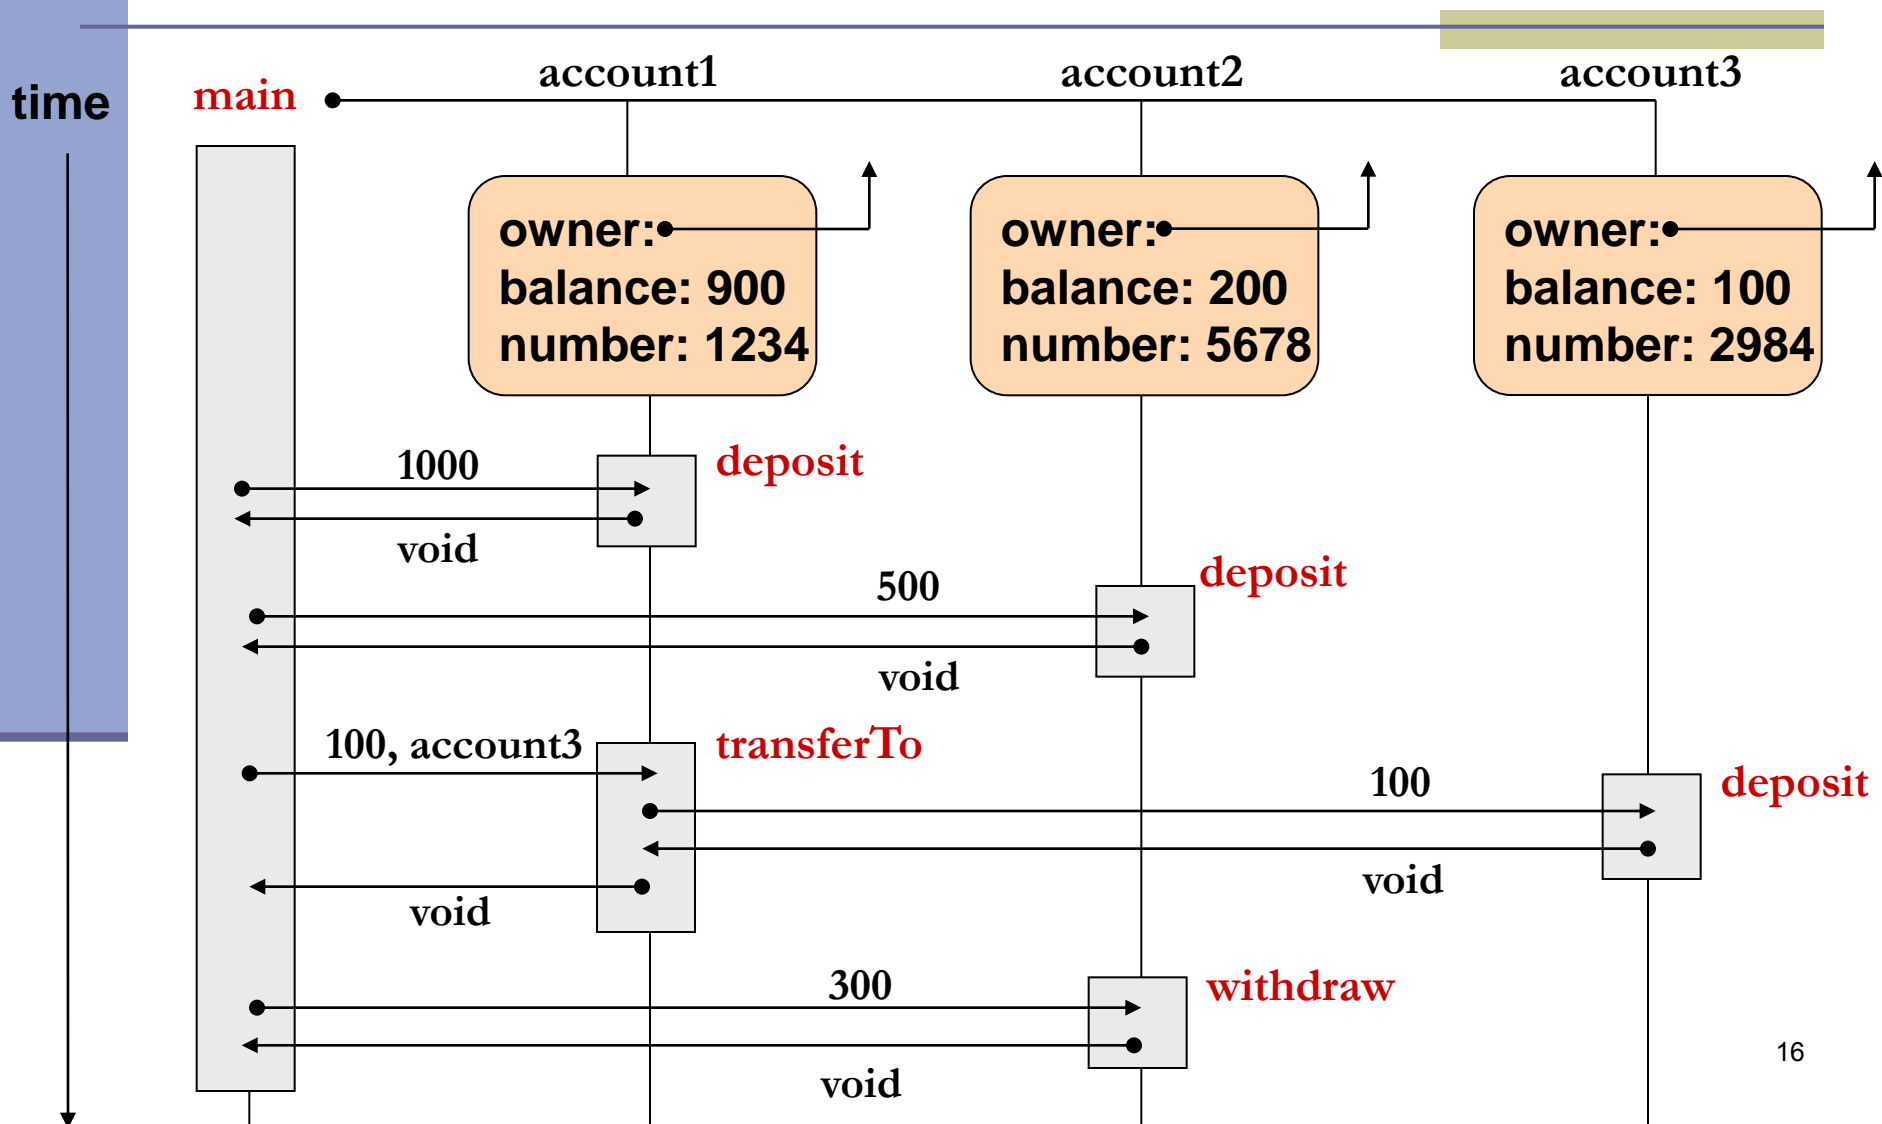 time
main
account1
account2
account3
owner:
balance: 900
number: 1234
owner:
balance: 200
number: 5678
owner:
balance: 100
number: 2984
1000
deposit
void
500
deposit
void
100, account3
transferTo
100
deposit
void
void
300
withdraw
void
16